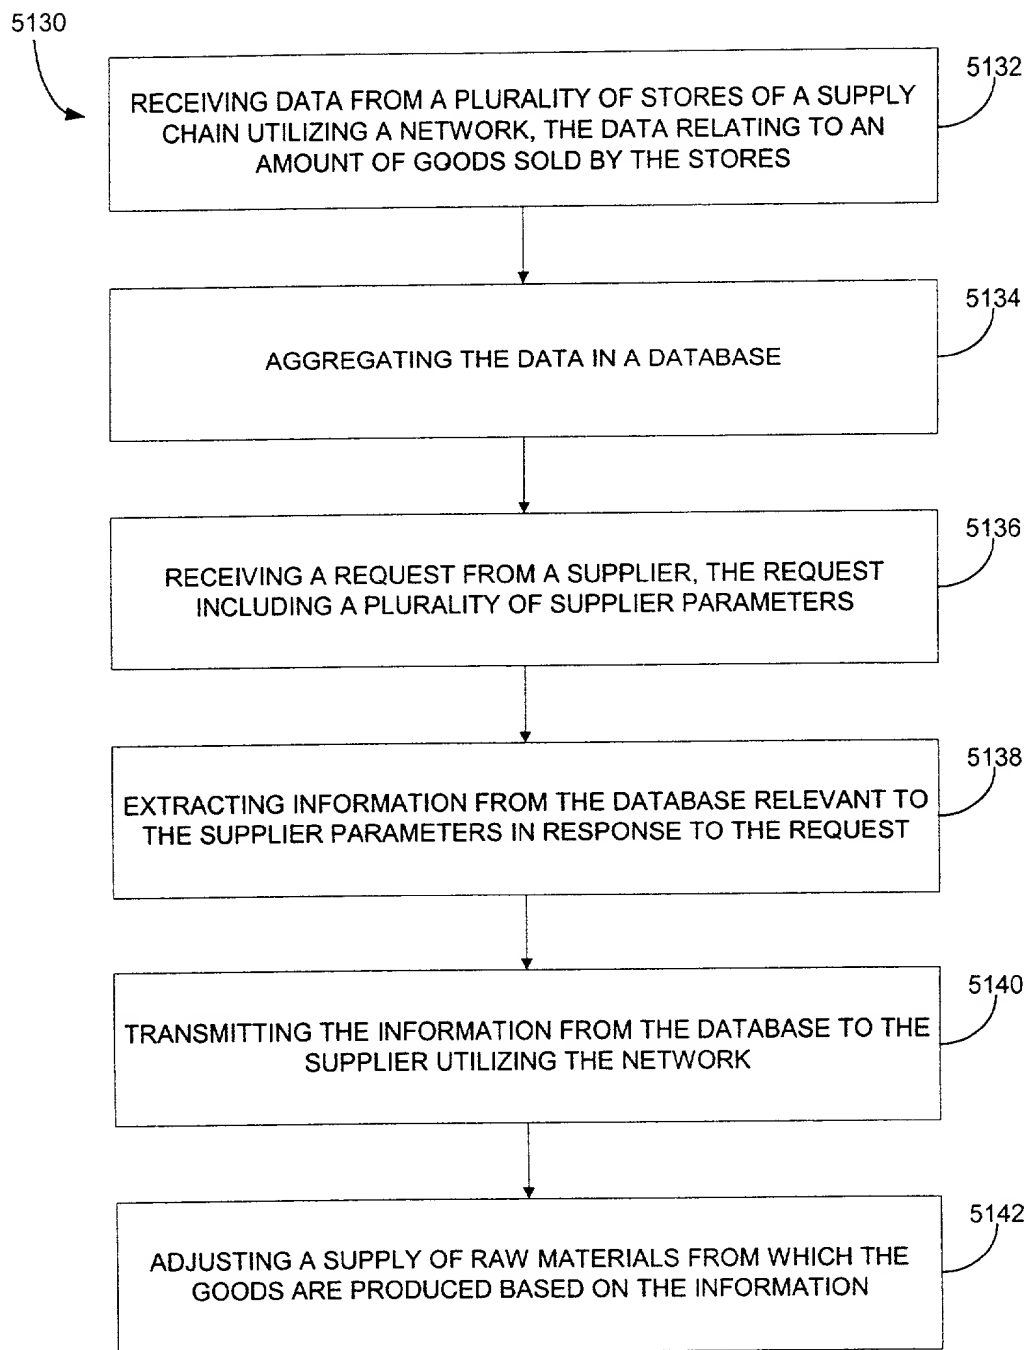 5130
5132
RECEIVING DATA FROM A PLURALITY OF STORES OF A SUPPLY
CHAIN UTILIZING A NETWORK, THE DATA RELATING TO AN
AMOUNT OF GOODS SOLD BY THE STORES
5134
AGGREGATING THE DATA IN A DATABASE
5136
RECEIVING A REQUEST FROM A SUPPLIER, THE REQUEST
INCLUDING A PLURALITY OF SUPPLIER PARAMETERS
5138
EXTRACTING INFORMATION FROM THE DATABASE RELEVANT TO
THE SUPPLIER PARAMETERS IN RESPONSE TO THE REQUEST
5140
TRANSMITTING THE INFORMATION FROM THE DATABASE TO THE
SUPPLIER UTILIZING THE NETWORK
5142
ADJUSTING A SUPPLY OF RAW MATERIALS FROM WHICH THE
GOODS ARE PRODUCED BASED ON THE INFORMATION